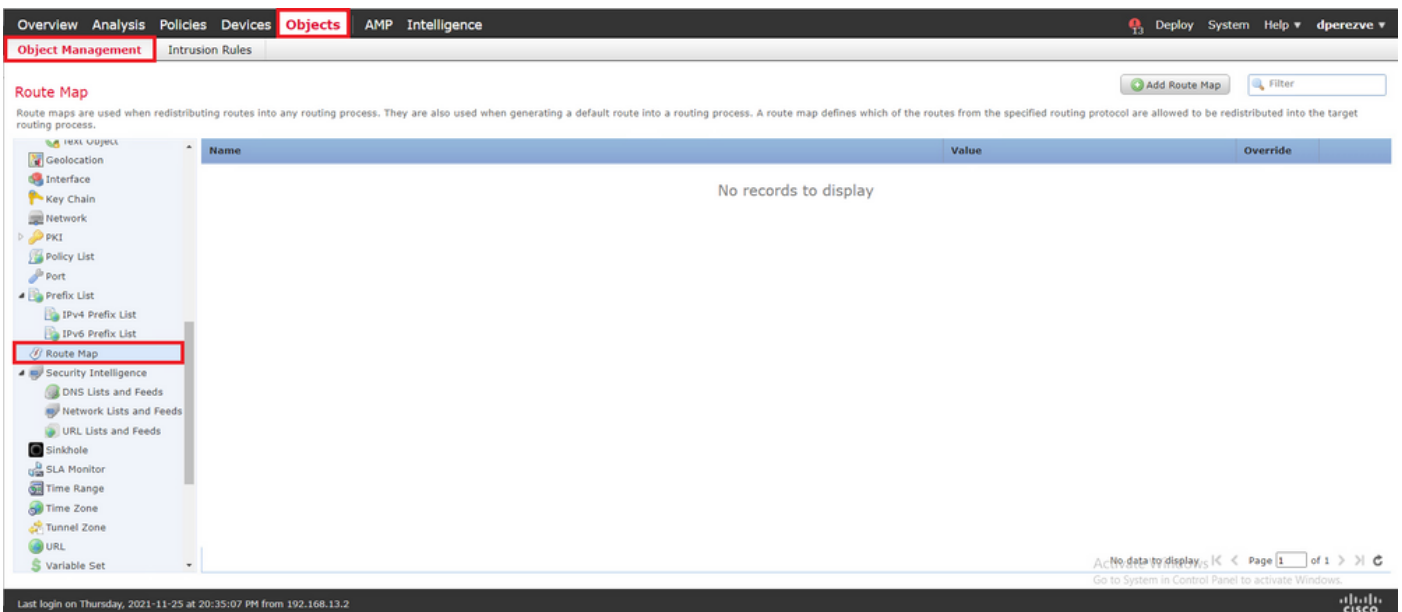 Overview Analysis Policies Devices Objects AMP Intelligence 13 Deploy System Help ▾ dperezve ▾
Object Management Intrusion Rules
Add Route Map Filter
Route Map
Route maps are used when redistributing routes into any routing process. They are also used when generating a default route into a routing process. A route map defines which of the routes from the specified routing protocol are allowed to be redistributed into the target
routing process.
Text Object
Name Value Override
Geolocation
Interface
No records to display
Key Chain
Network
PKI
Policy List
Port
Prefix List
IPv4 Prefix List
IPv6 Prefix List
Route Map
Security Intelligence
DNS Lists and Feeds
Network Lists and Feeds
URL Lists and Feeds
Sinkhole
SLA Monitor
Time Range
Time Zone
Tunnel Zone
URL
Variable Set
No data to display Page 1 of 1
Activate Windows
Go to System in Control Panel to activate Windows.
Last login on Thursday, 2021-11-25 at 20:35:07 PM from 192.168.13.2
CISCO